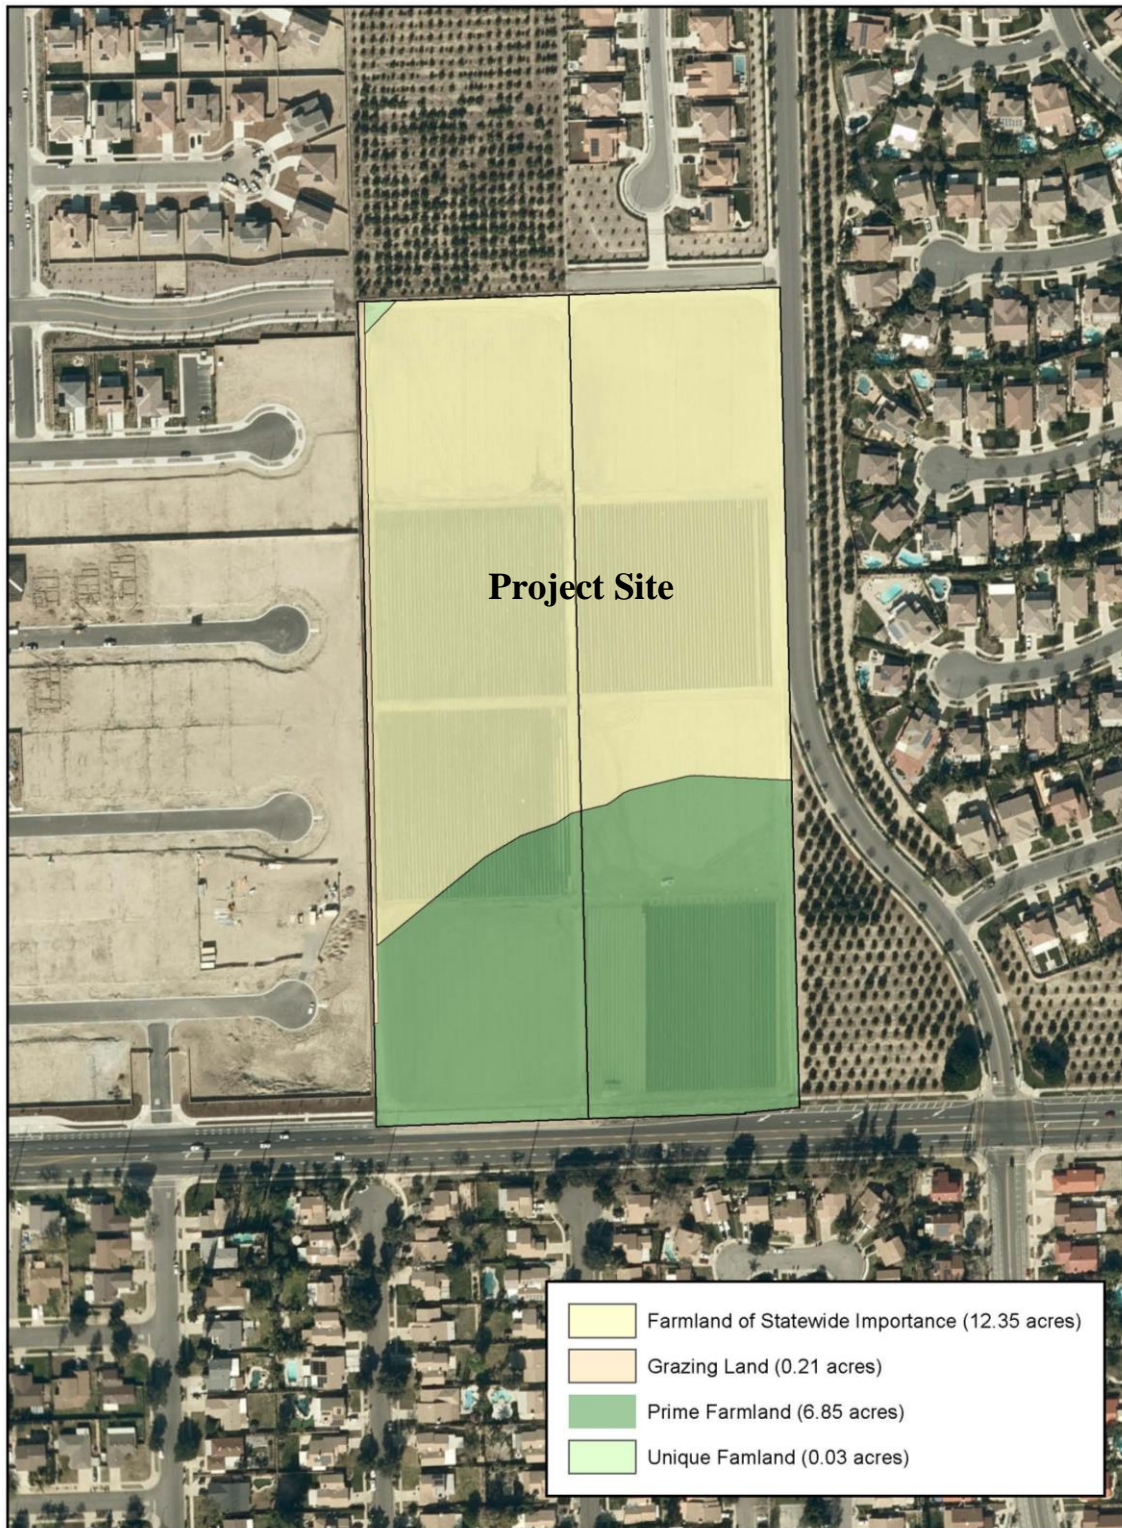 Project Site
Farmland of Statewide Importance (12.35 acres)
Grazing Land (0.21 acres)
Prime Farmland (6.85 acres)
Unique Famland (0.03 acres)